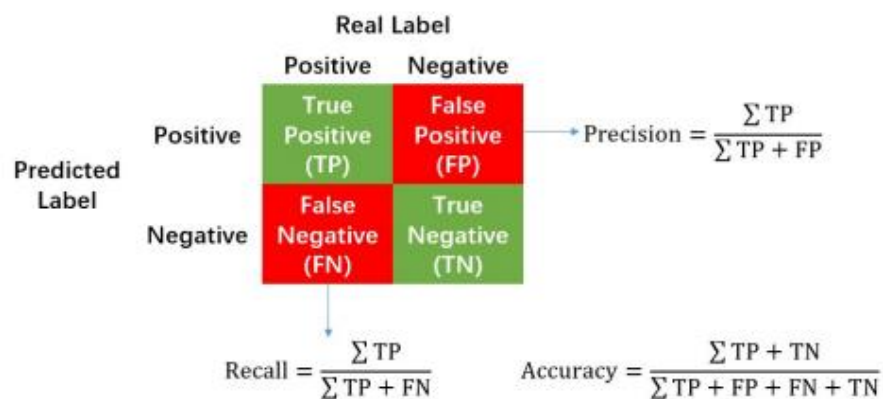 Real Label
Positive Negative
True Positive (TP)
False Positive (FP)
Positive
Precision = ∑ TP / ∑ TP + FP
Predicted Label
Negative
False Negative (FN)
True Negative (TN)
Recall = ∑ TP / ∑ TP + FN
Accuracy = ∑ TP + TN / ∑ TP + FP + FN + TN